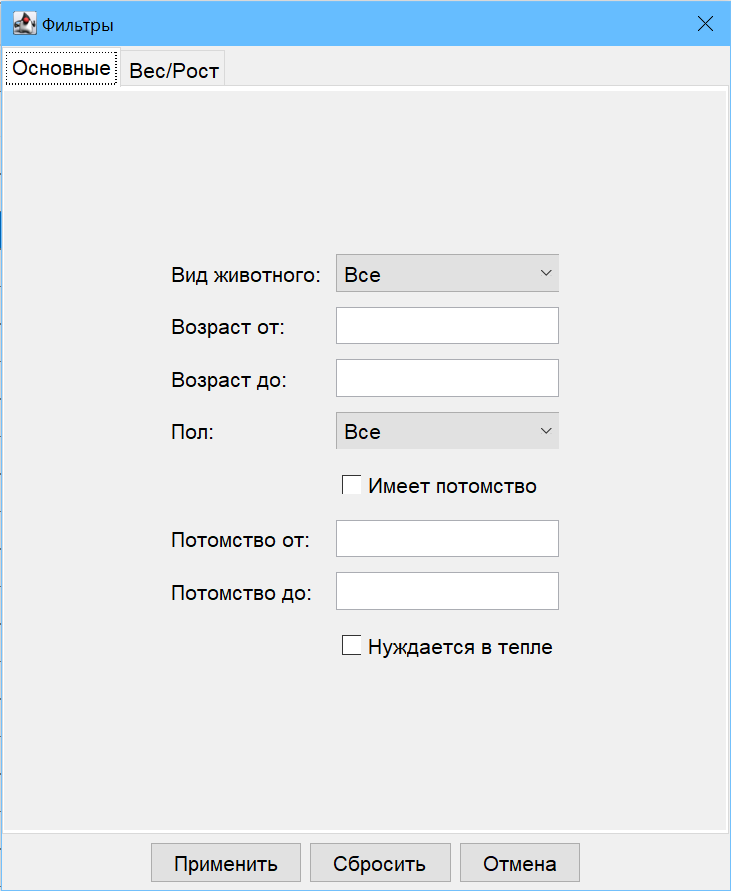 Фильтры
Основные Вес/Рост
Вид животного: Все
Возраст от:
Возраст до:
Пол: Все
Имеет потомство
Потомство от:
Потомство до:
Нуждается в тепле
Применить Сбросить Отмена